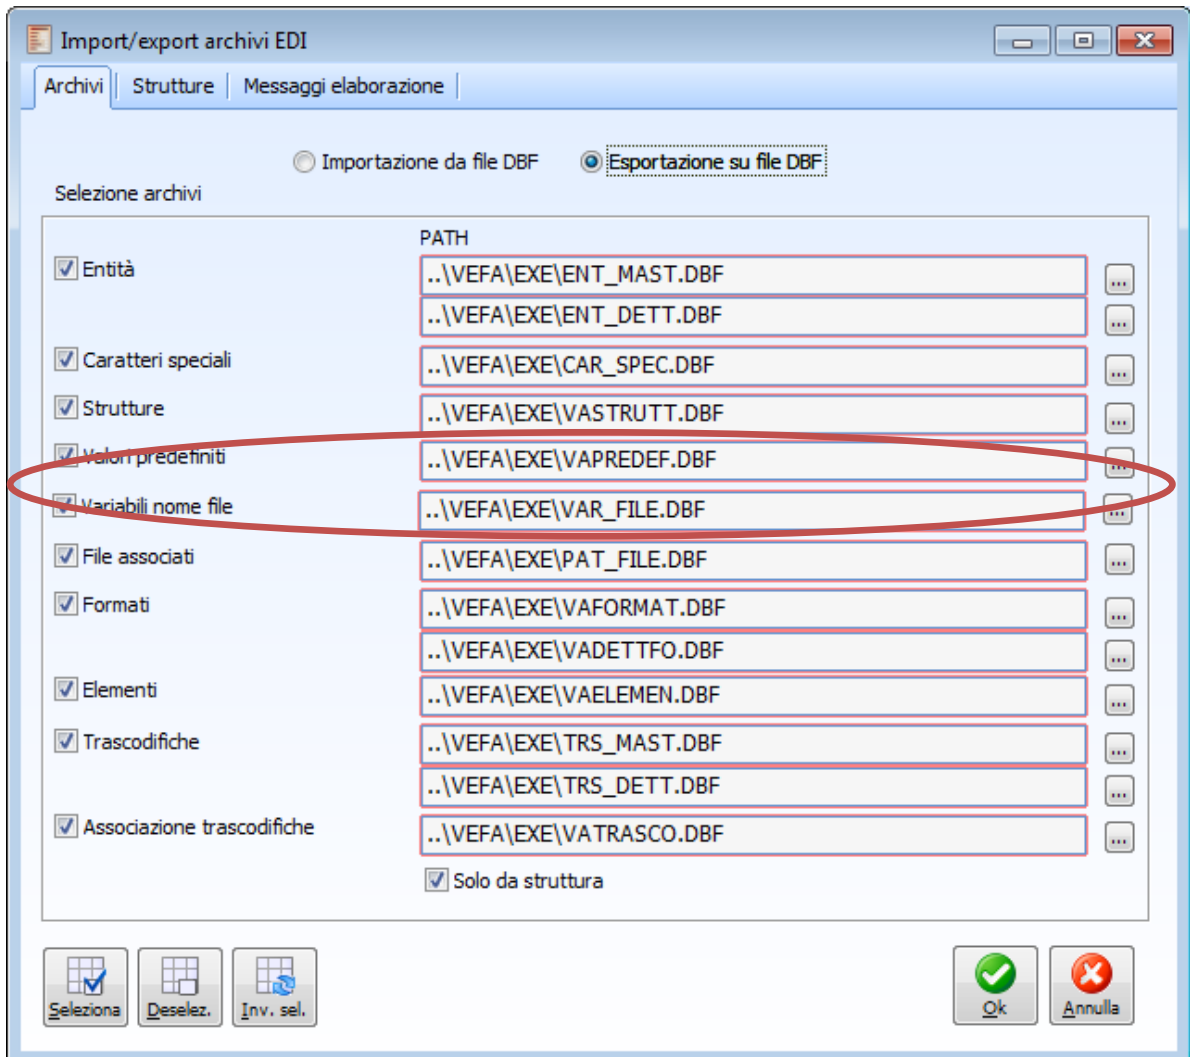 Import/export archivi EDI
Archivi Strutture Messaggi elaborazione
Importazione da file DBF Esportazione su file DBF
Selezione archivi
PATH
Entità ..\VEFA\EXE\ENT_MAST.DBF ...
..\VEFA\EXE\ENT_DETT.DBF ...
Caratteri speciali ..\VEFA\EXE\CAR_SPEC.DBF ...
Strutture ..\VEFA\EXE\VASTRUTT.DBF ...
Valori predefiniti ..\VEFA\EXE\VAPREDEF.DBF ...
Variabili nome file ..\VEFA\EXE\VAR_FILE.DBF ...
File associati ..\VEFA\EXE\PAT_FILE.DBF ...
Formati ..\VEFA\EXE\VAFORMAT.DBF ...
..\VEFA\EXE\VADETTFO.DBF ...
Elementi ..\VEFA\EXE\VAELEMEN.DBF ...
Trascodifiche ..\VEFA\EXE\TRS_MAST.DBF ...
..\VEFA\EXE\TRS_DETT.DBF ...
Associazione trascodifiche ..\VEFA\EXE\VATRASCO.DBF ...
Solo da struttura
Seleziona Deselez. Inv. sel. Ok Annulla